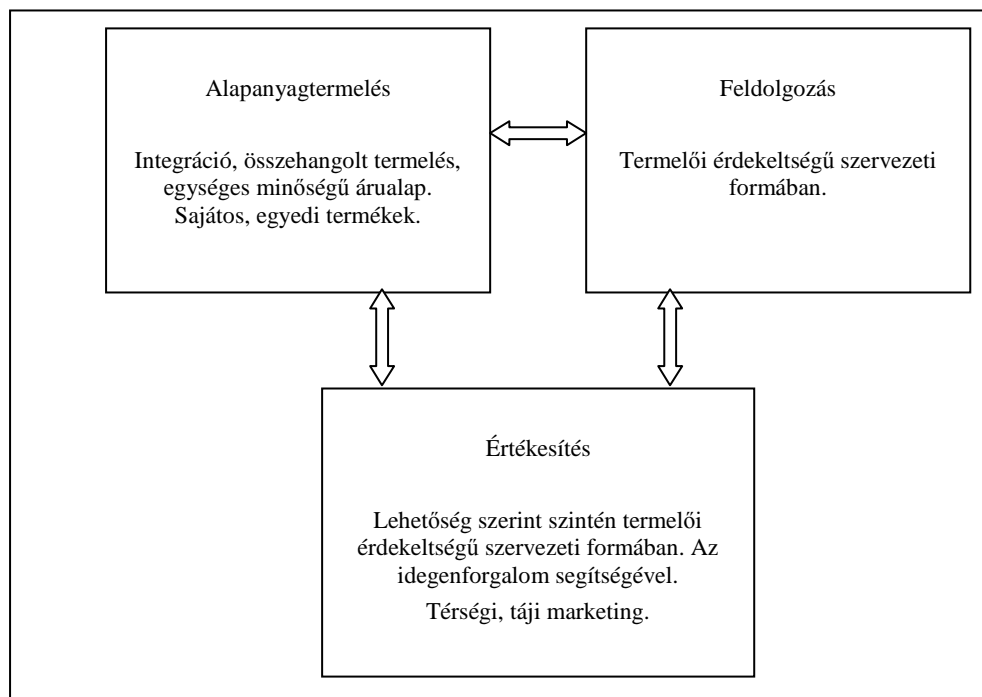 Alapanyagtermelés
Integráció, összehangolt termelés,
egységes minőségű árualap.
Sajátos, egyedi termékek.
Feldolgozás
Termelői érdekeltségű szervezeti
formában.
Értékesítés
Lehetőség szerint szintén termelői
érdekeltségű szervezeti formában. Az
idegenforgalom segítségével.
Térségi, táji marketing.